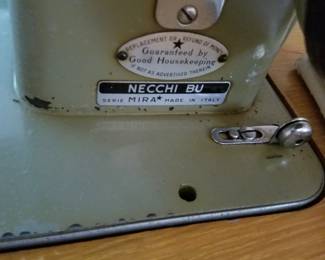 REPLACEMENT OR REFUND OF MONEY
★
Guaranteed by
Good Housekeeping
IF NOT AS ADVERTISED THEREIN
NECCHI BU
SERIE MIRA★ MADE IN ITALY